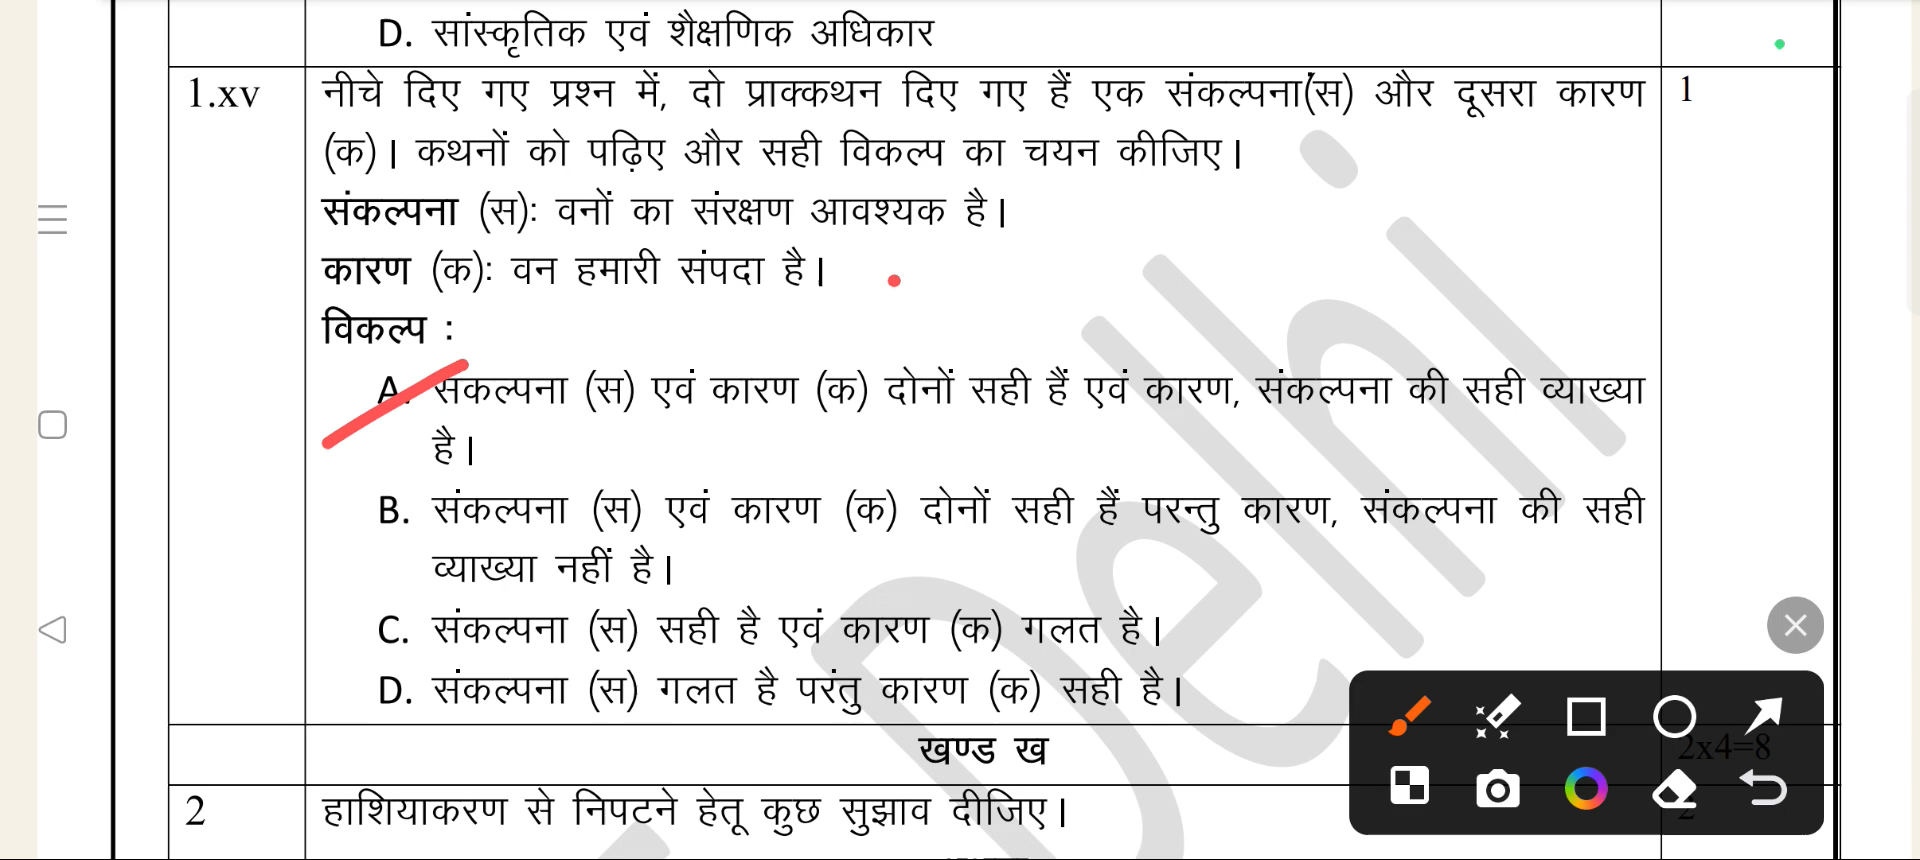 D. सांस्कृतिक एवं शैक्षणिक अधिकार
1.xv नीचे दिए गए प्रश्न में, दो प्राक्कथन दिए गए हैं एक संकल्पना(स) और दूसरा कारण 1
(क)। कथनों को पढ़िए और सही विकल्प का चयन कीजिए।
संकल्पना (स): वनों का संरक्षण आवश्यक है।
कारण (क): वन हमारी संपदा है।
विकल्प :
A. संकल्पना (स) एवं कारण (क) दोनों सही हैं एवं कारण, संकल्पना की सही व्याख्या
है।
B. संकल्पना (स) एवं कारण (क) दोनों सही हैं परन्तु कारण, संकल्पना की सही
व्याख्या नहीं है।
C. संकल्पना (स) सही है एवं कारण (क) गलत है।
D. संकल्पना (स) गलत है परंतु कारण (क) सही है।
खण्ड ख 2x4=8
2 हाशियाकरण से निपटने हेतू कुछ सुझाव दीजिए। 2
Delhi